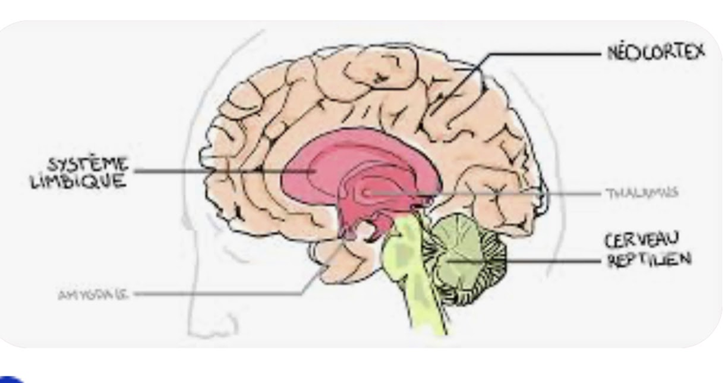 NÉOCORTEX
SYSTÈME
LIMBIQUE
THALAMUS
CERVEAU
REPTILIEN
AMYGDALE